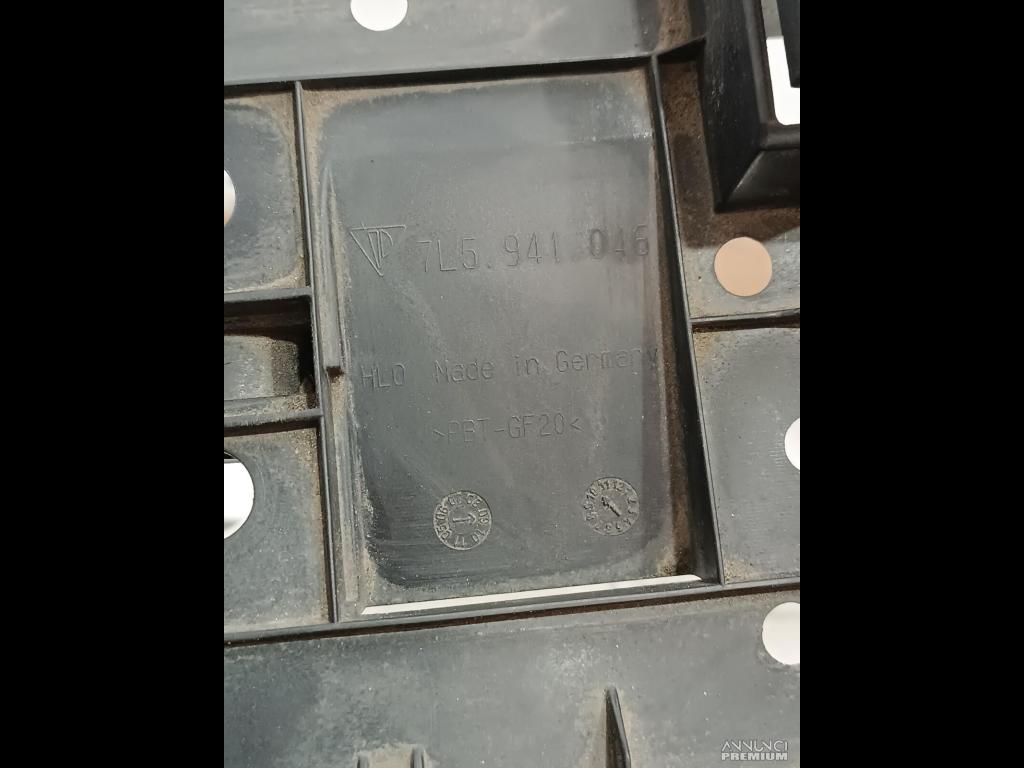 7L5.941.046
HLO Made in Germany
>PBT-GF20<
ANNUNCI
PREMIUM